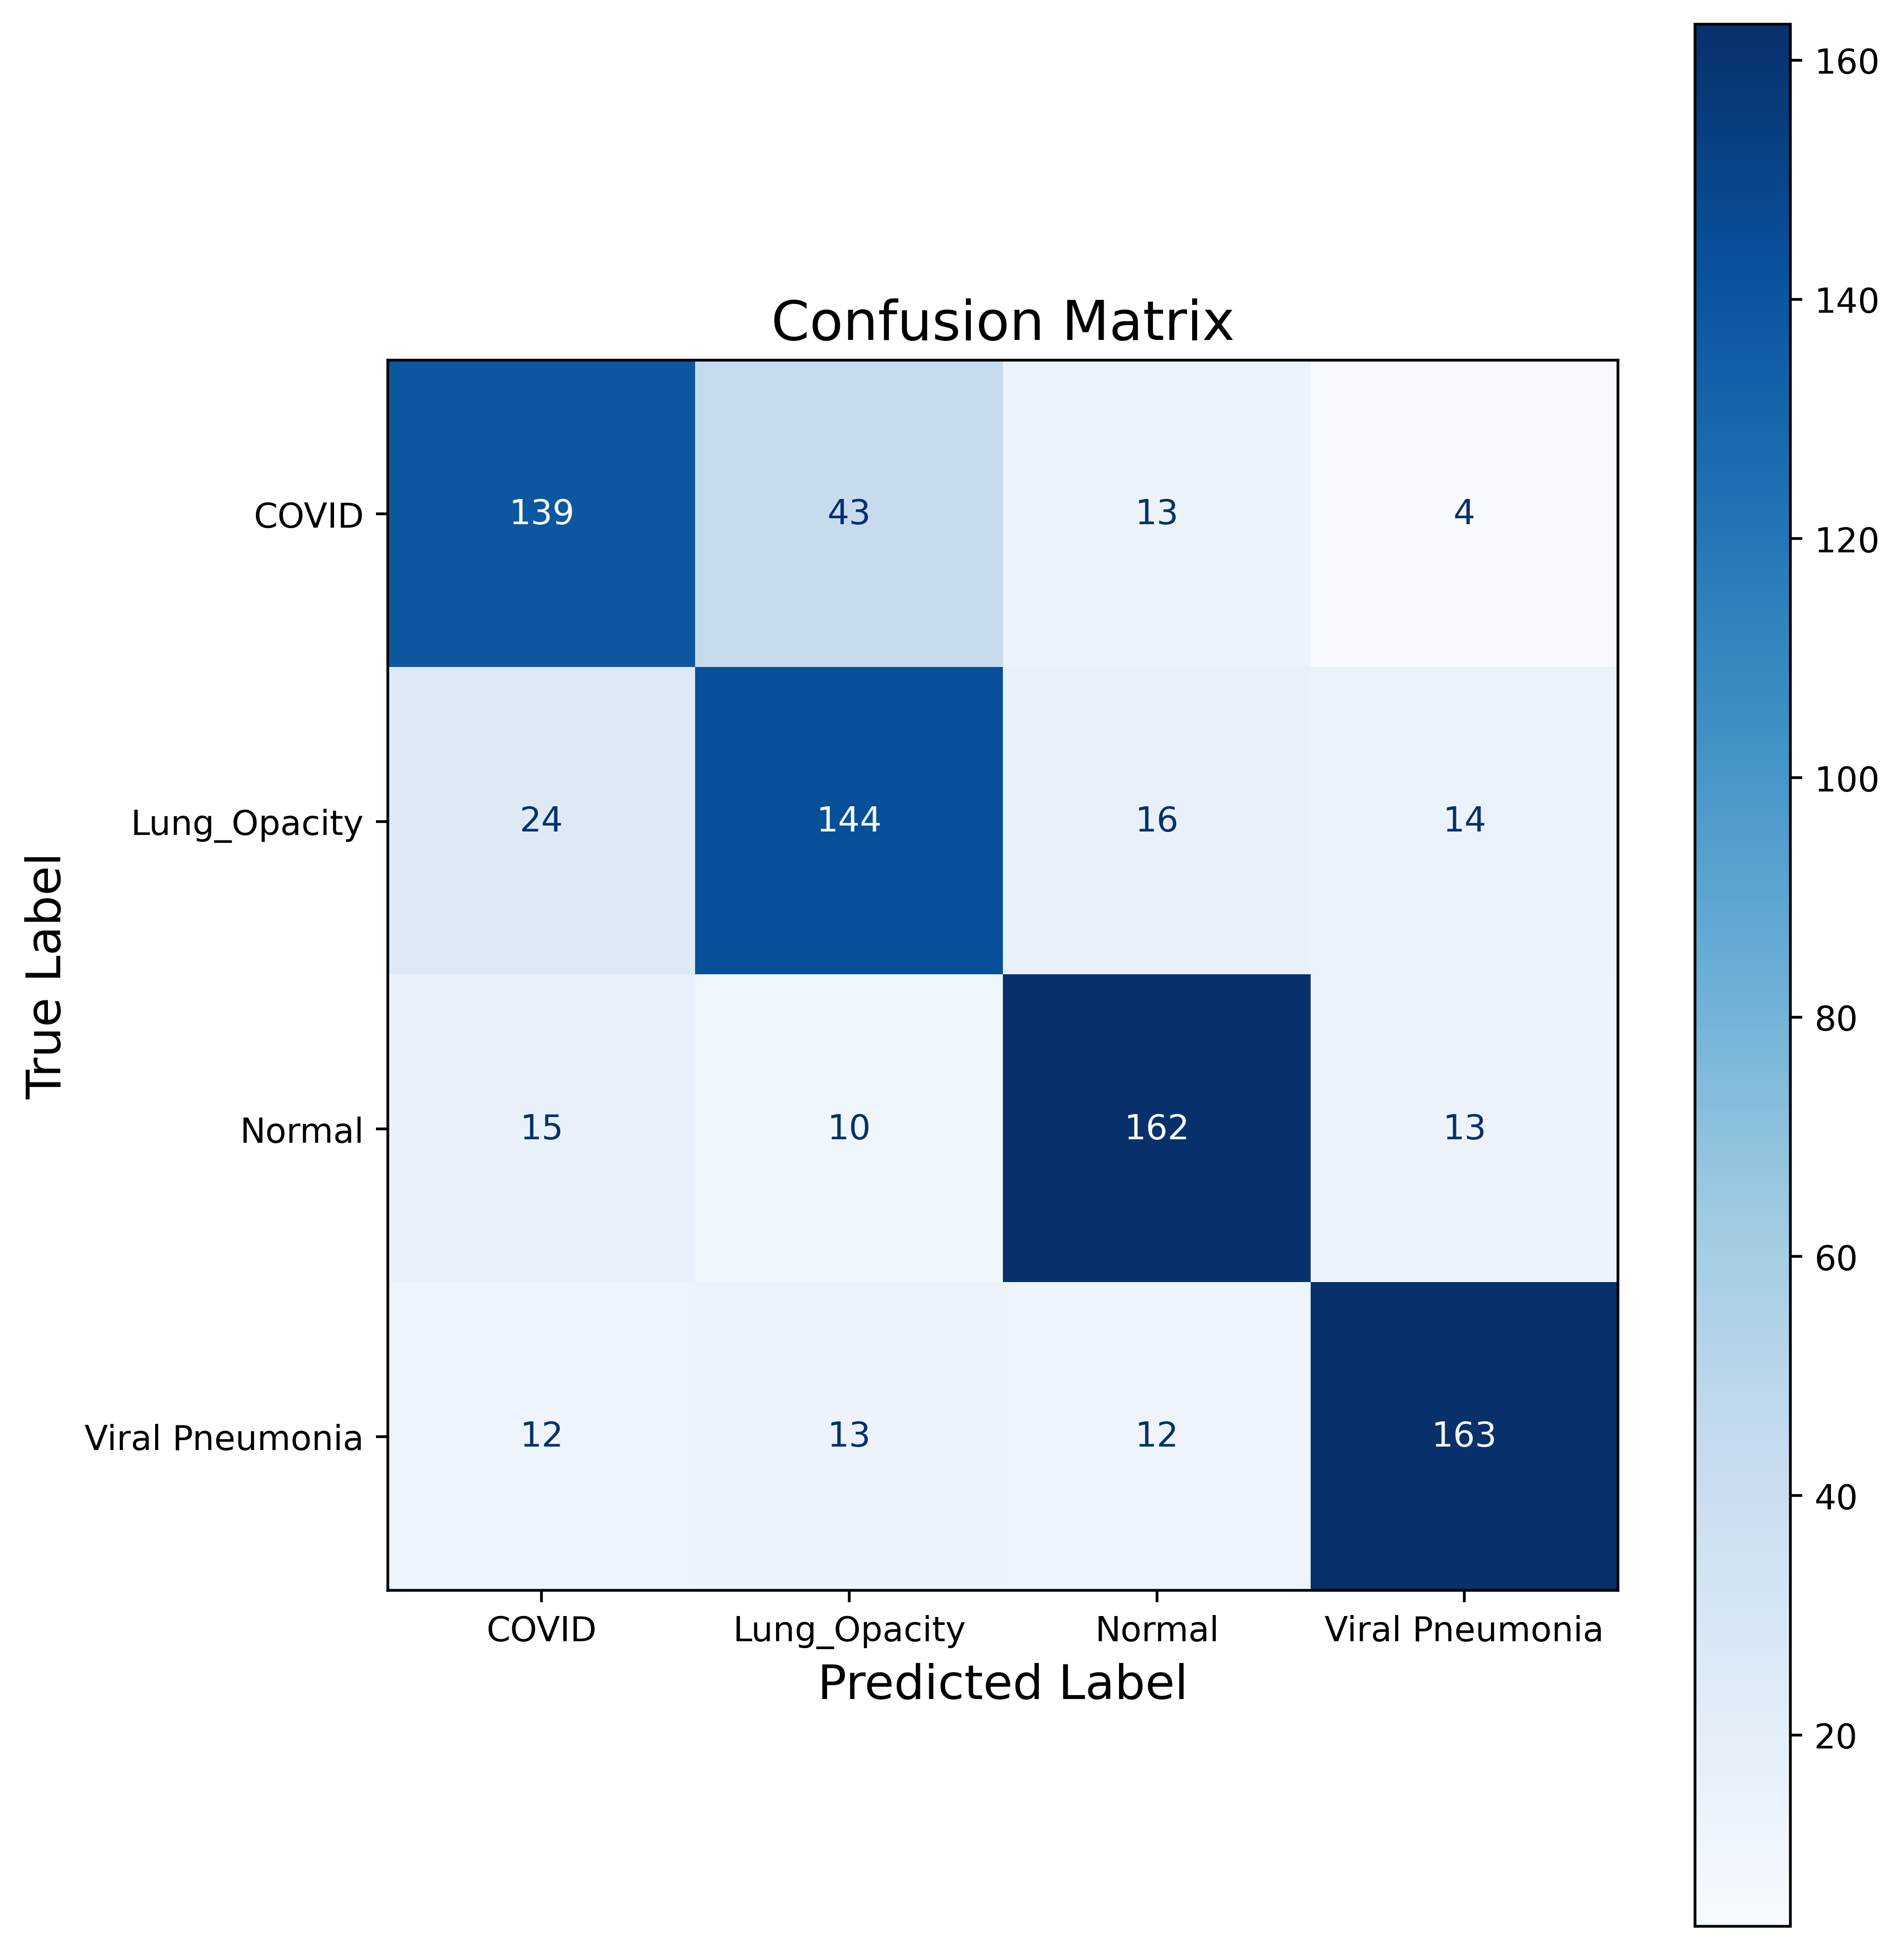 Confusion Matrix
True Label
COVID 139 43 13 4
Lung_Opacity 24 144 16 14
Normal 15 10 162 13
Viral Pneumonia 12 13 12 163
COVID Lung_Opacity Normal Viral Pneumonia
Predicted Label
160
140
120
100
80
60
40
20